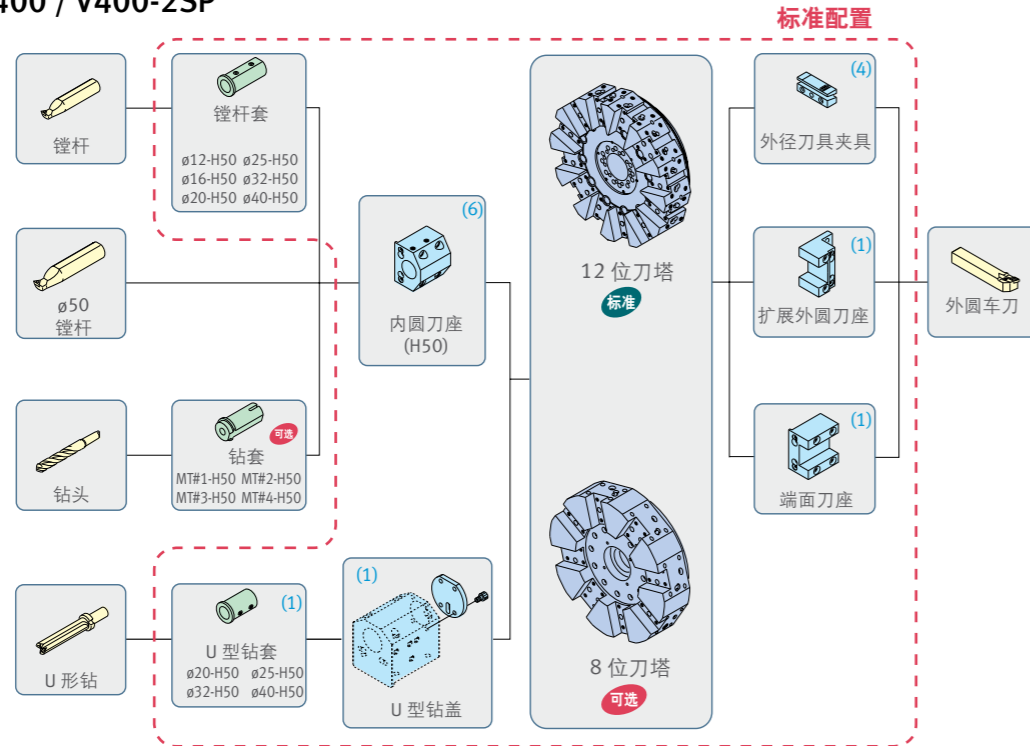 400 / V400-2SP
标准配置
镗杆
镗杆套
ø12-H50 ø25-H50
ø16-H50 ø32-H50
ø20-H50 ø40-H50
(4)
外径刀具夹具
ø50
镗杆
(6)
内圆刀座
(H50)
12 位刀塔
标准
(1)
扩展外圆刀座
外圆车刀
钻头
可选
钻套
MT#1-H50 MT#2-H50
MT#3-H50 MT#4-H50
(1)
端面刀座
U 形钻
(1)
U 型钻套
ø20-H50 ø25-H50
ø32-H50 ø40-H50
(1)
U 型钻盖
8 位刀塔
可选